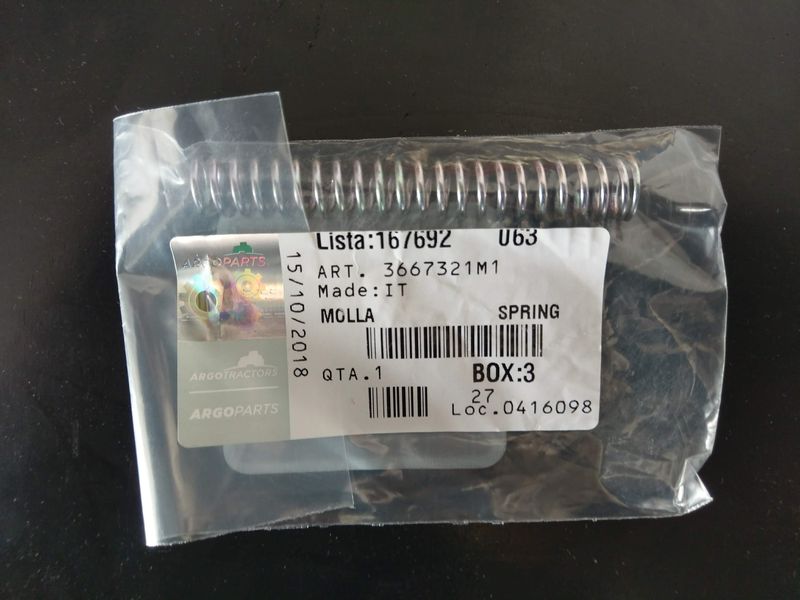 Lista:167692 U63
ARGOPARTS
ART. 3667321M1
Made:IT
MOLLA SPRING
15/10/2018
QTA.1 BOX:3
27
Loc.0416098
ARGOTRACTORS
ARGOPARTS